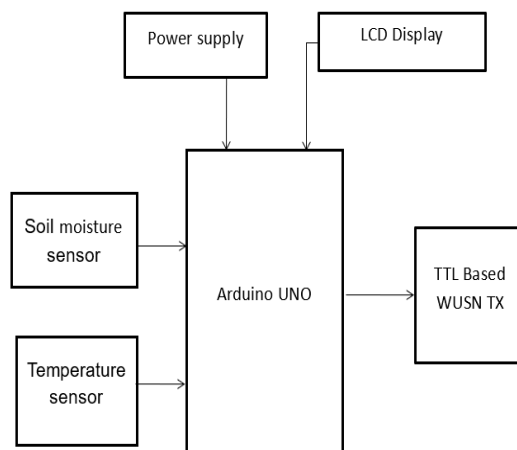 Power supply
LCD Display
Soil moisture
sensor
Arduino UNO
TTL Based
WUSN TX
Temperature
sensor